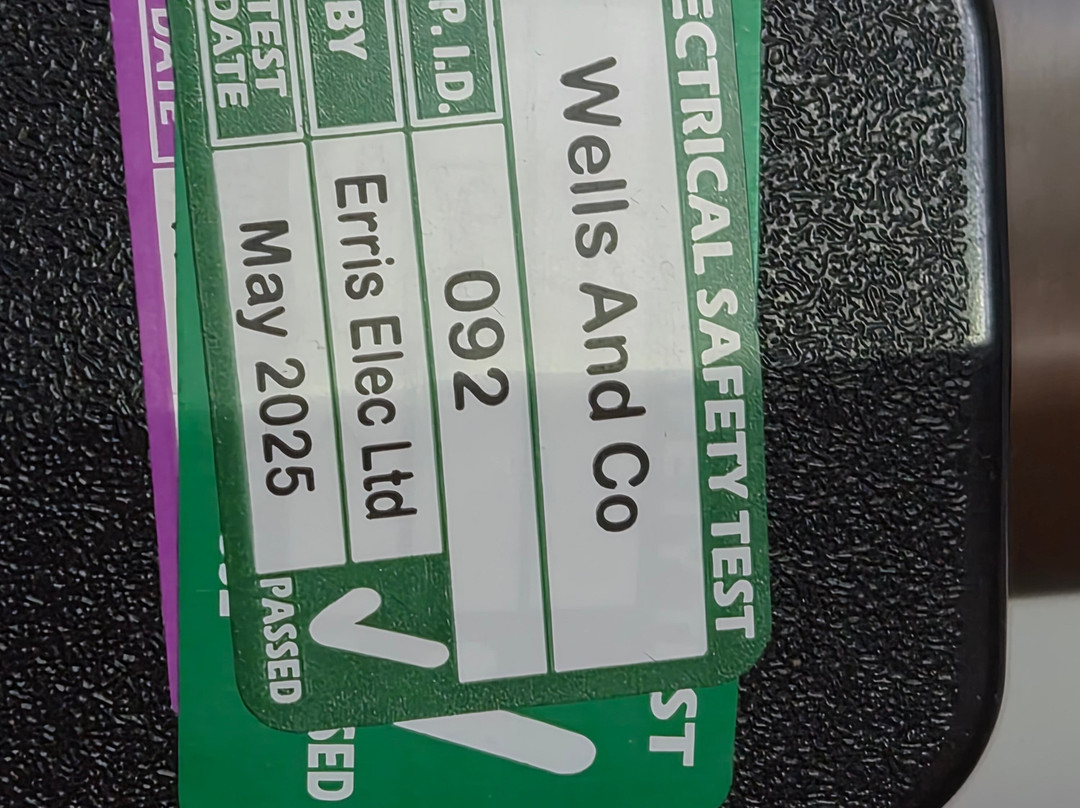 ECTRICAL SAFETY TEST
Wells And Co
P.I.D. 092
BY Erris Elec Ltd
TEST DATE May 2025
PASSED
ST
SED
DATE